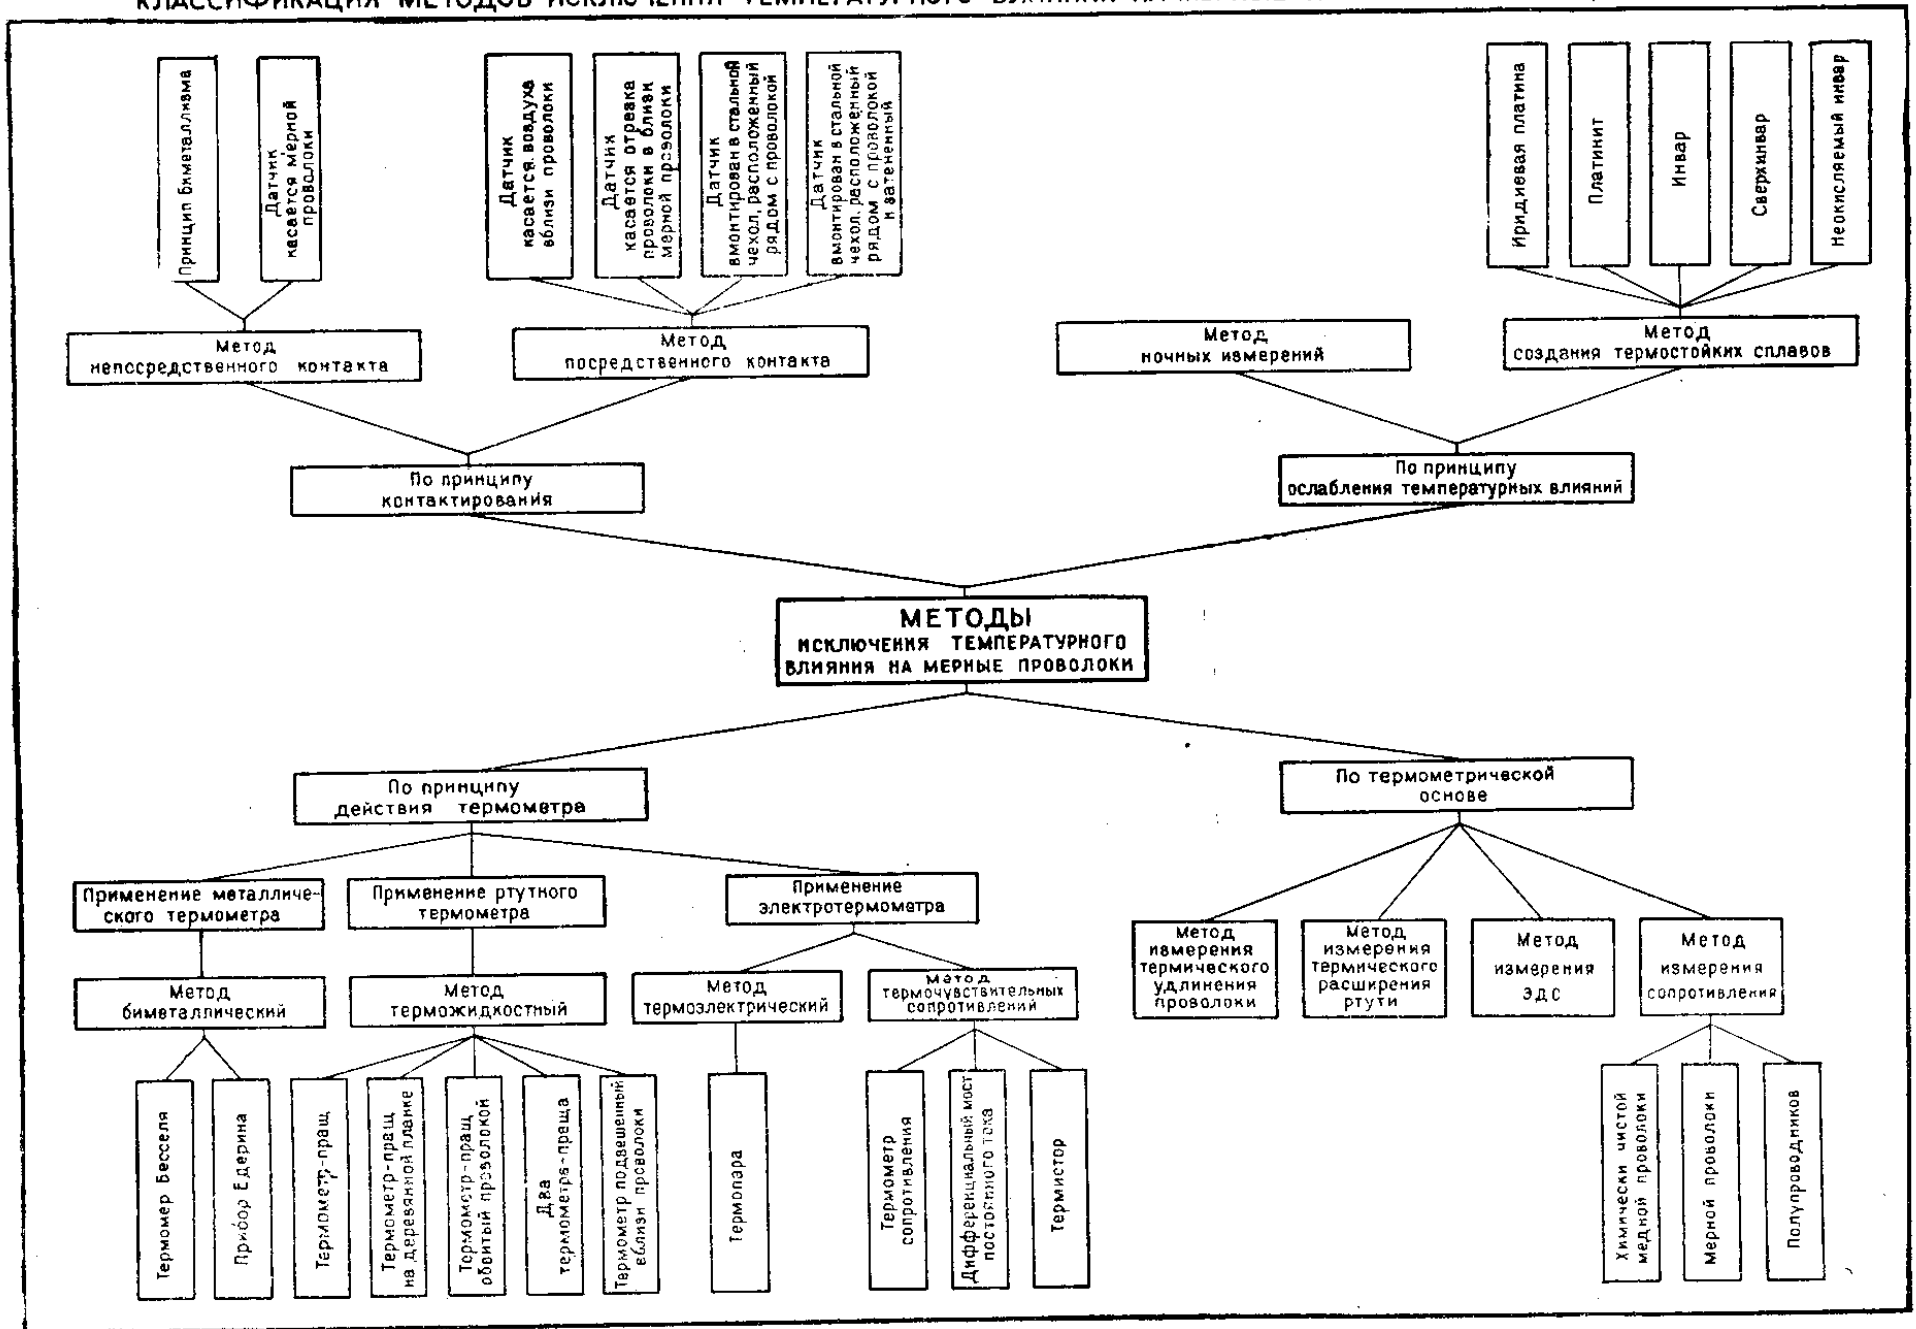 КЛАССИФИКАЦИЯ МЕТОДОВ ИСКЛЮЧЕНИЯ ТЕМПЕРАТУРНОГО
Принцип биметаллизма
Датчик
касается мерной
проволоки
Датчик
касается воздуха
вблизи проволоки
Датчик
касается отрезка
проволоки в близи
мерной проволоки
Датчик
вмонтирован в стальной
чехол, расположенный
рядом с проволокой
Датчик
вмонтирован в стальной
чехол, расположенный
рядом с проволокой
и затененный
Иридиевая платина
Платинит
Инвар
Сверхинвар
Неокисляемый инвар
Метод
непосредственного контакта
Метод
посредственного контакта
Метод
ночных измерений
Метод
создания термостойких сплавов
По принципу
контактирования
По принципу
ослабления температурных влияний
МЕТОДЫ
ИСКЛЮЧЕНИЯ ТЕМПЕРАТУРНОГО
ВЛИЯНИЯ НА МЕРНЫЕ ПРОВОЛОКИ
По принципу
действия термометра
По термометрической
основе
Применение металличе-
ского термометра
Применение ртутного
термометра
Применение
электротермометра
Метод
измерения
термического
удлинения
проволоки
Метод
измерения
термического
расширения
ртути
Метод
измерения
ЭДС
Метод
измерения
сопротивления
Метод
биметаллический
Метод
терможидкостный
Метод
термоэлектрический
Метод
термочувствительных
сопротивлений
Термомер Бесселя
Прибор Едерина
Термометр-пращ
Термометр-пращ
на деревянной планке
Термометр-пращ
обвитый проволокой
Два
термометра-праща
Термометр подвешенный
вблизи проволоки
Термопара
Термометр
сопротивления
Дифференциальный мост
постоянного тока
Термистор
Химически чистой
медной проволоки
Мерной проволоки
Полупроводников